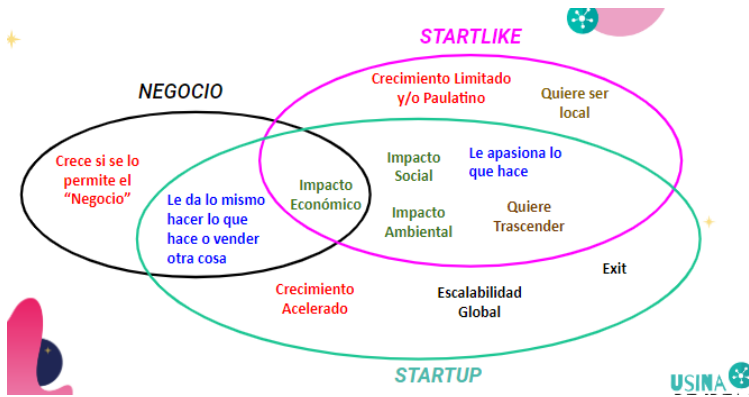 STARTLIKE
NEGOCIO
Crecimiento Limitado
y/o Paulatino
Quiere ser
local
Crece si se lo
permite el
“Negocio”
Le da lo mismo
hacer lo que
hace o vender
otra cosa
Impacto
Económico
Impacto
Social
Le apasiona lo
que hace
Impacto
Ambiental
Quiere
Trascender
Exit
Crecimiento
Acelerado
Escalabilidad
Global
STARTUP
USINA